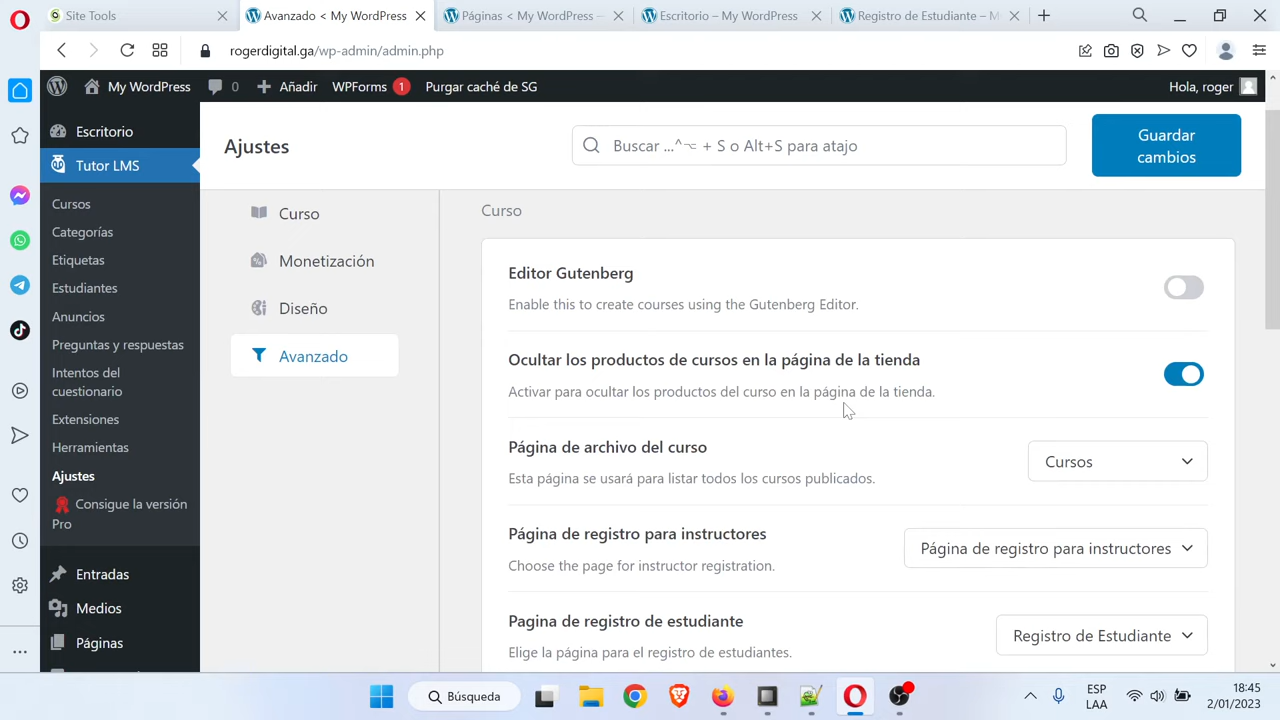 Site Tools
Avanzado < My WordPress
Páginas < My WordPress —
Escritorio – My WordPress
Registro de Estudiante – M
rogerdigital.ga/wp-admin/admin.php
My WordPress
0
Añadir
WPForms 1
Purgar caché de SG
Hola, roger
Escritorio
Tutor LMS
Cursos
Categorías
Etiquetas
Estudiantes
Anuncios
Preguntas y respuestas
Intentos del
cuestionario
Extensiones
Herramientas
Ajustes
Consigue la versión
Pro
Entradas
Medios
Páginas
Ajustes
Buscar ...^⌥ + S o Alt+S para atajo
Guardar
cambios
Curso
Monetización
Diseño
Avanzado
Curso
Editor Gutenberg
Enable this to create courses using the Gutenberg Editor.
Ocultar los productos de cursos en la página de la tienda
Activar para ocultar los productos del curso en la página de la tienda.
Página de archivo del curso
Esta página se usará para listar todos los cursos publicados.
Cursos
Página de registro para instructores
Choose the page for instructor registration.
Página de registro para instructores
Pagina de registro de estudiante
Elige la página para el registro de estudiantes.
Registro de Estudiante
Búsqueda
ESP
LAA
18:45
2/01/2023